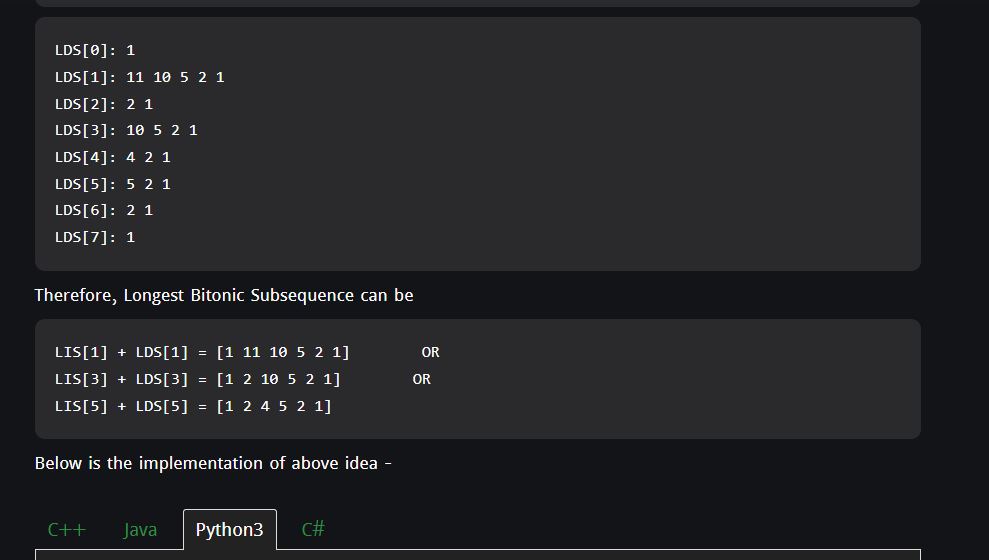 LDS[0]: 1
LDS[1]: 11 10 5 2 1
LDS[2]: 2 1
LDS[3]: 10 5 2 1
LDS[4]: 4 2 1
LDS[5]: 5 2 1
LDS[6]: 2 1
LDS[7]: 1
Therefore, Longest Bitonic Subsequence can be
LIS[1] + LDS[1] = [1 11 10 5 2 1] OR
LIS[3] + LDS[3] = [1 2 10 5 2 1] OR
LIS[5] + LDS[5] = [1 2 4 5 2 1]
Below is the implementation of above idea –
C++ Java Python3 C#